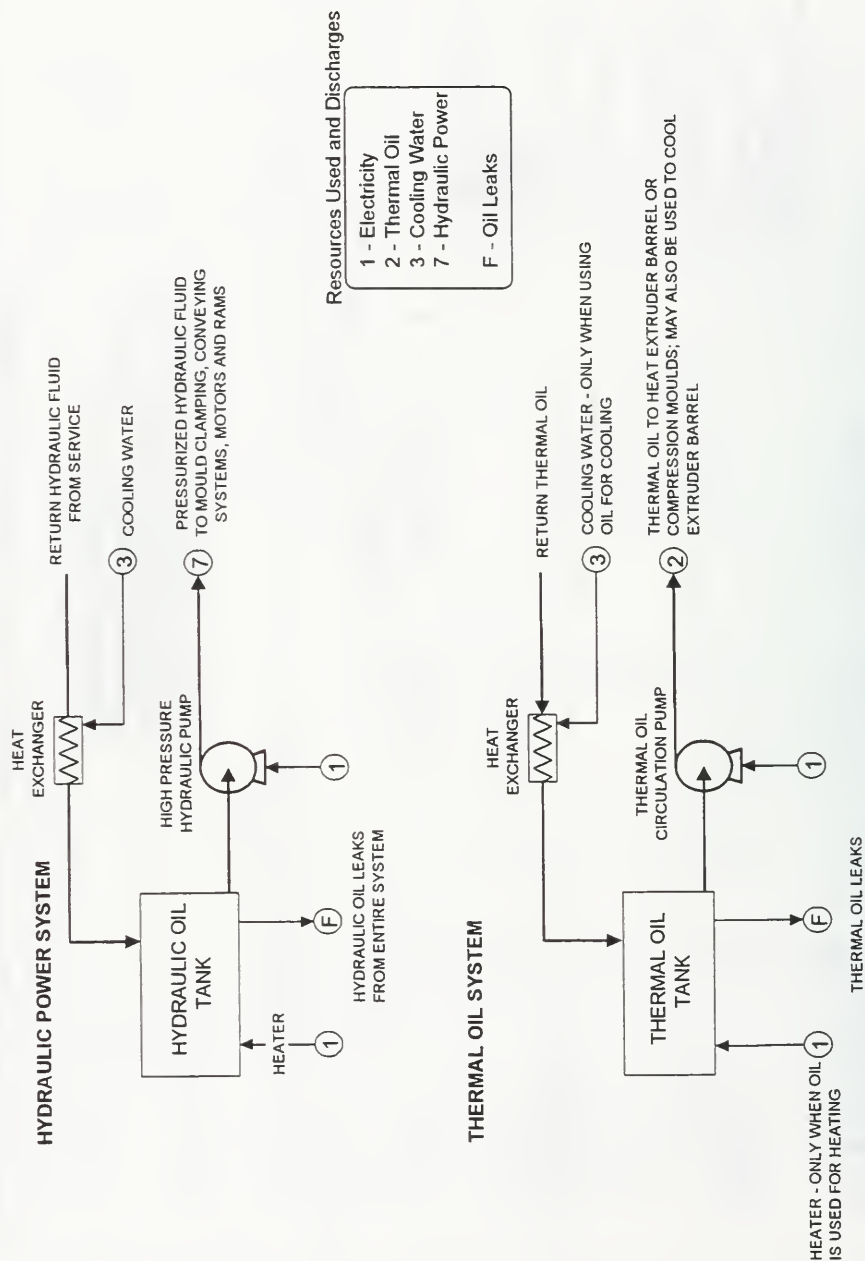 HYDRAULIC POWER SYSTEM
HEAT
EXCHANGER
RETURN HYDRAULIC FLUID
FROM SERVICE
3
COOLING WATER
HYDRAULIC OIL
TANK
HIGH PRESSURE
HYDRAULIC PUMP
7
PRESSURIZED HYDRAULIC FLUID
TO MOULD CLAMPING, CONVEYING
SYSTEMS, MOTORS AND RAMS
HEATER
1
F
1
HYDRAULIC OIL LEAKS
FROM ENTIRE SYSTEM
Resources Used and Discharges
1 - Electricity
2 - Thermal Oil
3 - Cooling Water
7 - Hydraulic Power
F - Oil Leaks
THERMAL OIL SYSTEM
HEAT
EXCHANGER
RETURN THERMAL OIL
3
COOLING WATER - ONLY WHEN USING
OIL FOR COOLING
THERMAL OIL
TANK
THERMAL OIL
CIRCULATION PUMP
2
THERMAL OIL TO HEAT EXTRUDER BARREL OR
COMPRESSION MOULDS; MAY ALSO BE USED TO COOL
EXTRUDER BARREL
HEATER - ONLY WHEN OIL
IS USED FOR HEATING
1
F
1
THERMAL OIL LEAKS